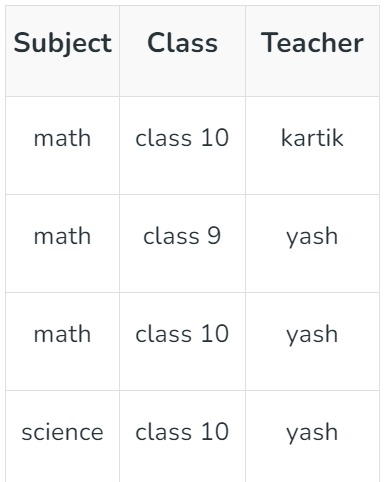 Subject Class Teacher
math class 10 kartik
math class 9 yash
math class 10 yash
science class 10 yash